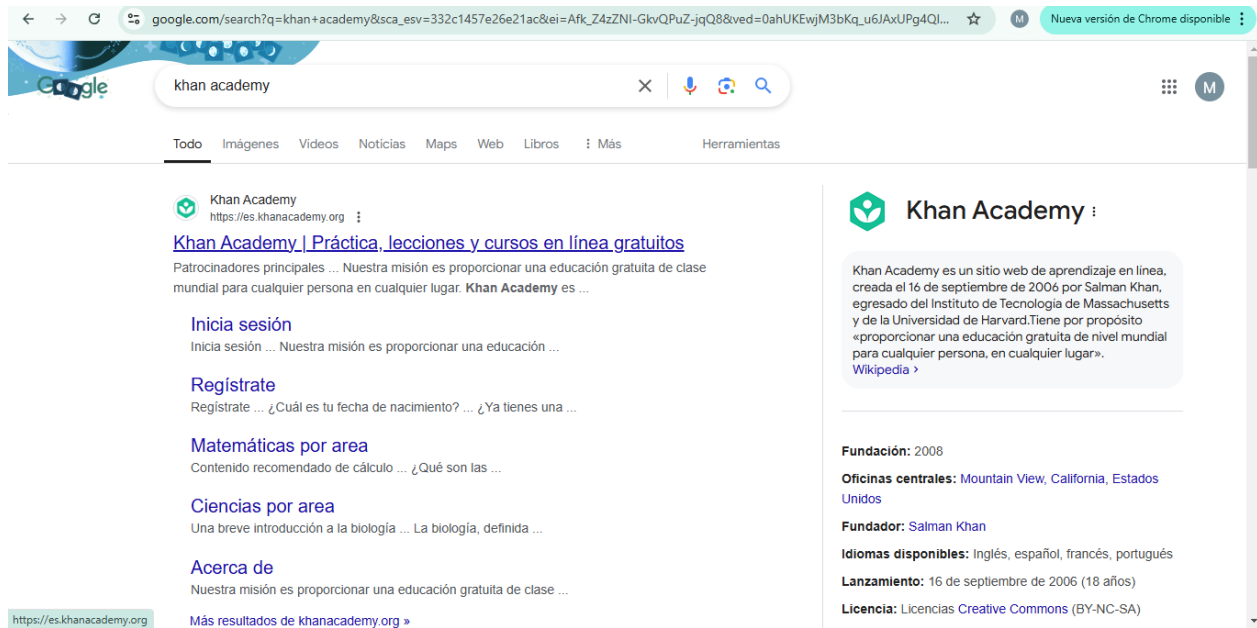 google.com/search?q=khan+academy&sca_esv=332c1457e26e21ac&ei=Afk_Z4zZNI-GkvQPuZ-jqQ8&ved=0ahUKEwjM3bKq_u6JAxUPg4QI...
M
Nueva versión de Chrome disponible
Google
khan academy
M
Todo
Imágenes
Vídeos
Noticias
Maps
Web
Libros
Más
Herramientas
Khan Academy
https://es.khanacademy.org
Khan Academy | Práctica, lecciones y cursos en línea gratuitos
Patrocinadores principales ... Nuestra misión es proporcionar una educación gratuita de clase
mundial para cualquier persona en cualquier lugar. Khan Academy es ...
Inicia sesión
Inicia sesión ... Nuestra misión es proporcionar una educación ...
Regístrate
Regístrate ... ¿Cuál es tu fecha de nacimiento? ... ¿Ya tienes una ...
Matemáticas por area
Contenido recomendado de cálculo ... ¿Qué son las ...
Ciencias por area
Una breve introducción a la biología ... La biología, definida ...
Acerca de
Nuestra misión es proporcionar una educación gratuita de clase ...
Más resultados de khanacademy.org »
Khan Academy
Khan Academy es un sitio web de aprendizaje en línea,
creada el 16 de septiembre de 2006 por Salman Khan,
egresado del Instituto de Tecnología de Massachusetts
y de la Universidad de Harvard.Tiene por propósito
«proporcionar una educación gratuita de nivel mundial
para cualquier persona, en cualquier lugar».
Wikipedia ›
Fundación: 2008
Oficinas centrales: Mountain View, California, Estados
Unidos
Fundador: Salman Khan
Idiomas disponibles: Inglés, español, francés, portugués
Lanzamiento: 16 de septiembre de 2006 (18 años)
Licencia: Licencias Creative Commons (BY-NC-SA)
https://es.khanacademy.org